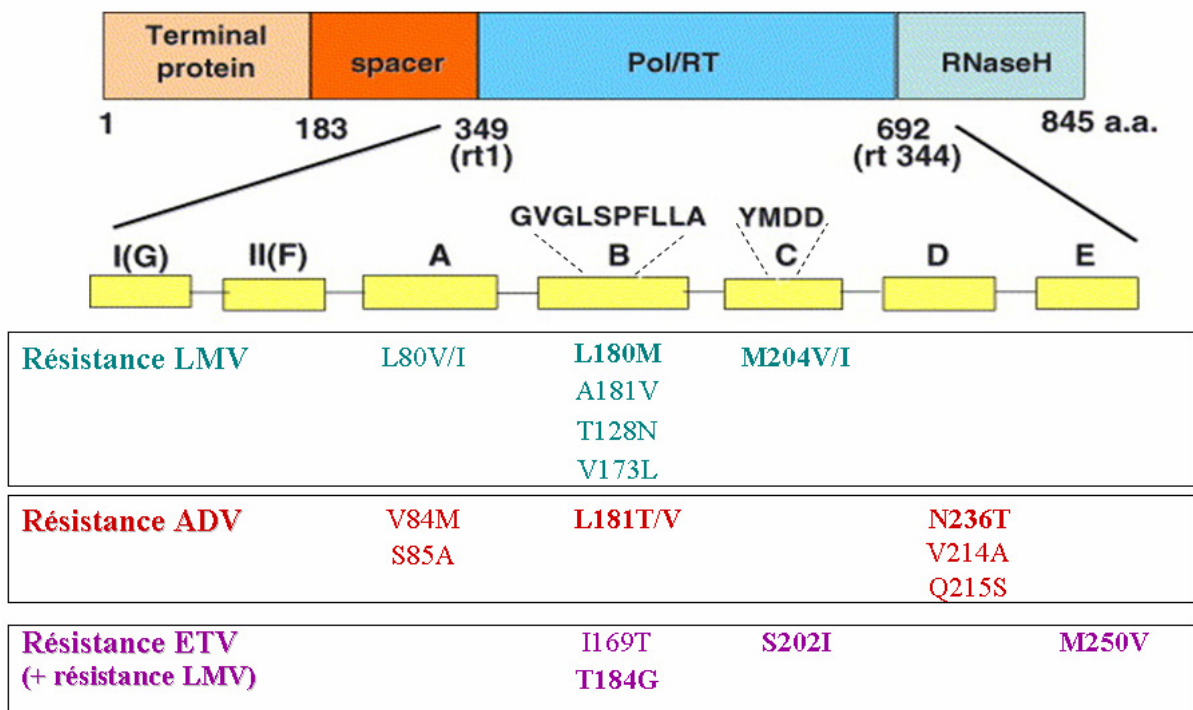 Terminal
protein
spacer
Pol/RT
RNaseH
1
183
349
(rt1)
692
(rt 344)
845 a.a.
GVGLSPFLLA
YMDD
I(G)
II(F)
A
B
C
D
E
Résistance LMV
L80V/I
L180M
A181V
T128N
V173L
M204V/I
Résistance ADV
V84M
S85A
L181T/V
N236T
V214A
Q215S
Résistance ETV
(+ résistance LMV)
I169T
T184G
S202I
M250V